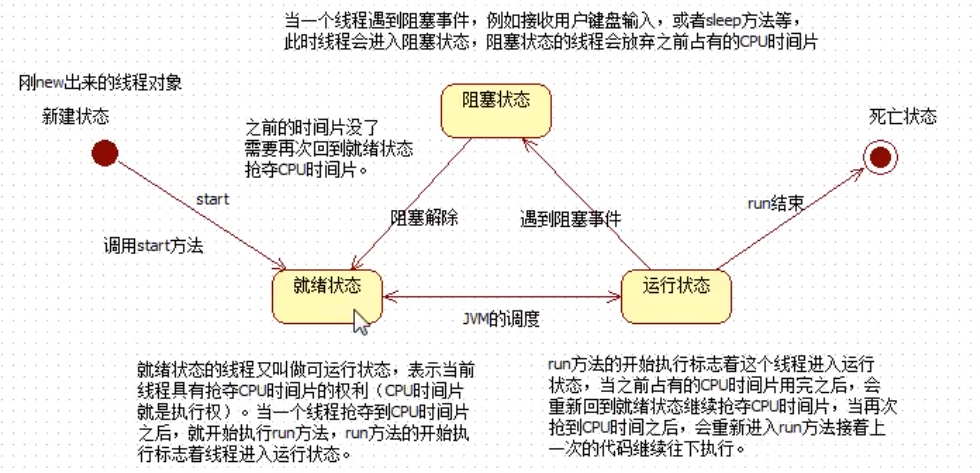 当一个线程遇到阻塞事件，例如接收用户键盘输入，或者sleep方法等，
此时线程会进入阻塞状态，阻塞状态的线程会放弃之前占有的CPU时间片
刚new出来的线程对象
新建状态
阻塞状态
死亡状态
之前的时间片没了
需要再次回到就绪状态
抢夺CPU时间片。
start
阻塞解除
遇到阻塞事件
run结束
调用start方法
就绪状态
运行状态
JVM的调度
就绪状态的线程又叫做可运行状态，表示当前
线程具有抢夺CPU时间片的权利（CPU时间片
就是执行权）。当一个线程抢夺到CPU时间片
之后，就开始执行run方法，run方法的开始执
行标志着线程进入运行状态。
run方法的开始执行标志着这个线程进入运行
状态，当之前占有的CPU时间片用完之后，会
重新回到就绪状态继续抢夺CPU时间片，当再次
抢到CPU时间之后，会重新进入run方法接着上
一次的代码继续往下执行。